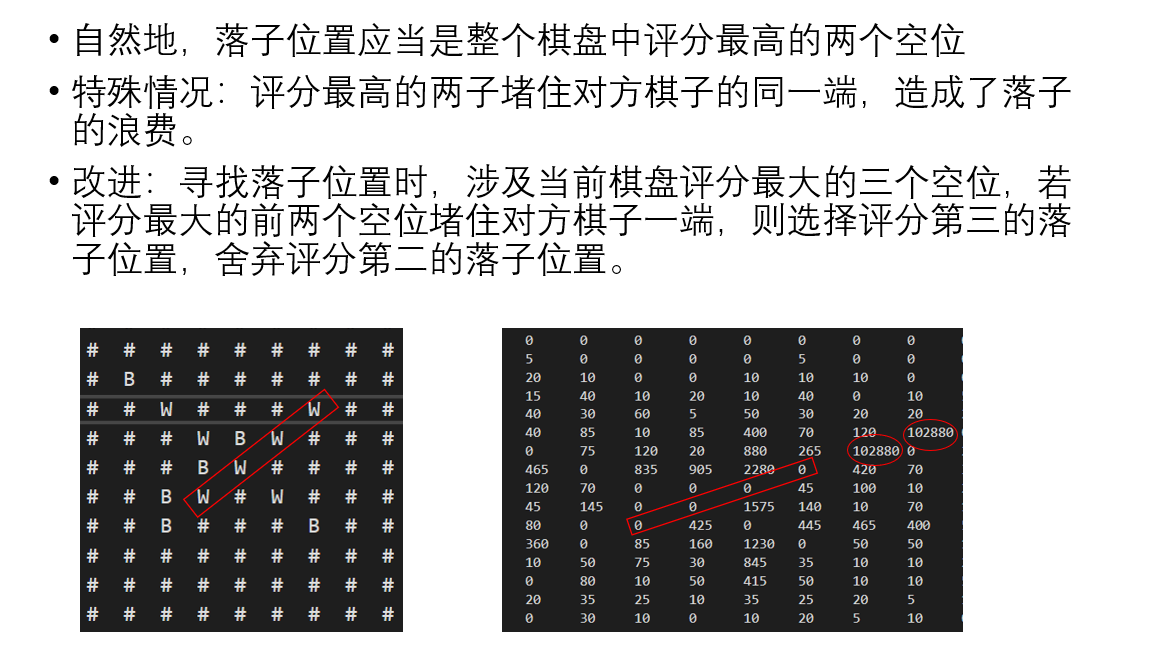 • 自然地，落子位置应当是整个棋盘中评分最高的两个空位
• 特殊情况：评分最高的两子堵住对方棋子的同一端，造成了落子
的浪费。
• 改进：寻找落子位置时，涉及当前棋盘评分最大的三个空位，若
评分最大的前两个空位堵住对方棋子一端，则选择评分第三的落
子位置，舍弃评分第二的落子位置。
# # # # # # # # #
# B # # # # # # #
# # W # # # W # #
# # # W B W # # #
# # # B W # # # #
# # B W # W # # #
# # B # # # B # #
# # # # # # # # #
# # # # # # # # #
# # # # # # # # #
0 0 0 0 0 0 0 0
5 0 0 0 0 5 0 0
20 10 0 0 10 10 10 0
15 40 10 20 10 40 0 10
40 30 60 5 50 30 20 20
40 85 10 85 400 70 120 102880
0 75 120 20 880 265 102880 0
465 0 835 905 2280 0 420 70
120 70 0 0 0 45 100 10
45 145 0 0 1575 140 10 70
80 0 0 425 0 445 465 400
360 0 85 160 1230 0 50 50
10 50 75 30 845 35 10 10
0 80 10 50 415 50 10 10
20 35 25 10 35 25 20 5
0 30 10 0 10 20 5 10